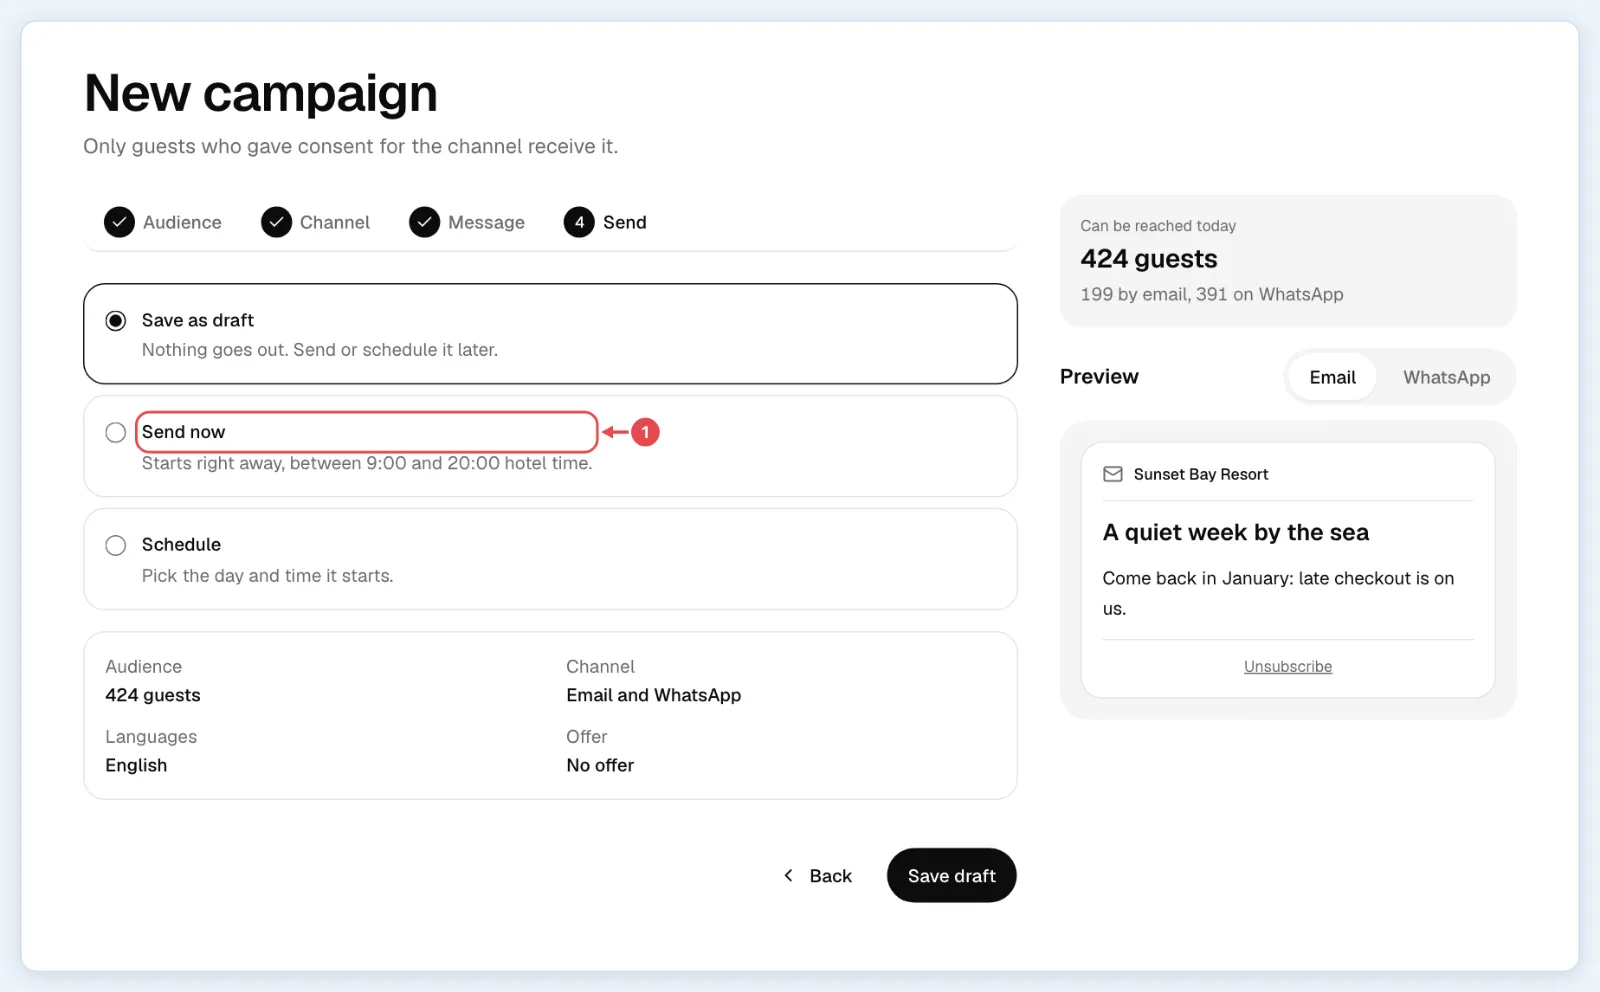 New campaign
Only guests who gave consent for the channel receive it.
Audience
Channel
Message
4 Send
Save as draft
Nothing goes out. Send or schedule it later.
Send now
1
Starts right away, between 9:00 and 20:00 hotel time.
Schedule
Pick the day and time it starts.
Audience
424 guests
Channel
Email and WhatsApp
Languages
English
Offer
No offer
Back
Save draft
Can be reached today
424 guests
199 by email, 391 on WhatsApp
Preview
Email
WhatsApp
Sunset Bay Resort
A quiet week by the sea
Come back in January: late checkout is on
us.
Unsubscribe